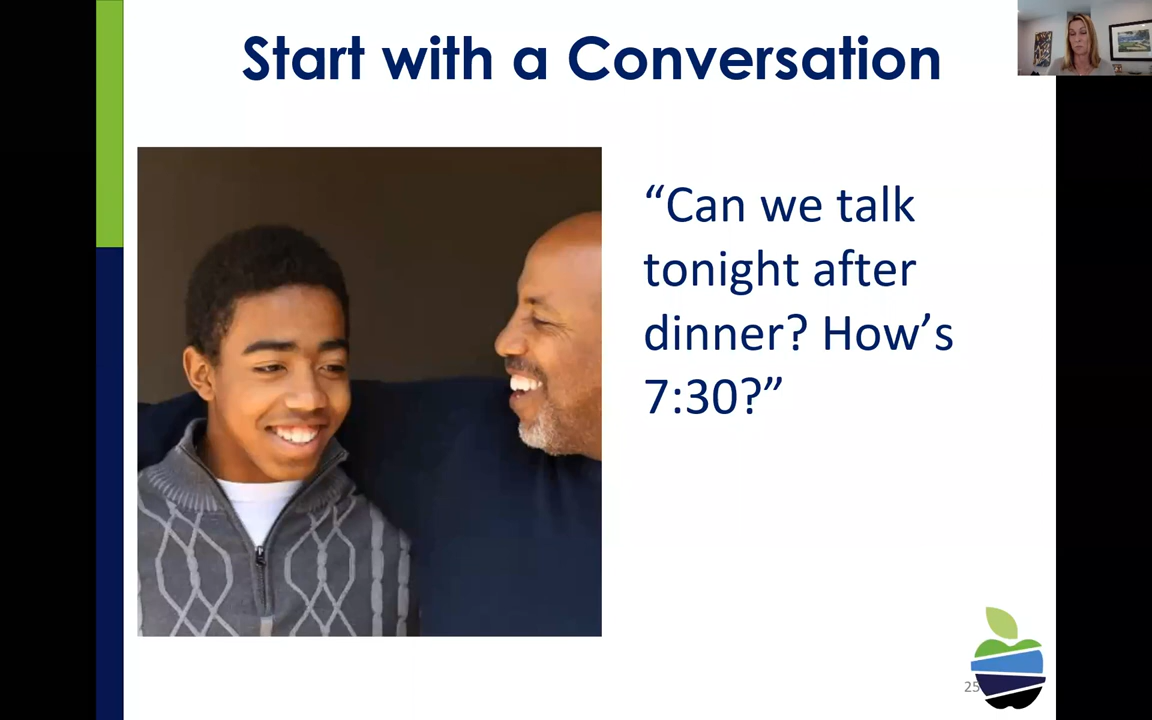 Start with a Conversation
“Can we talk
tonight after
dinner? How’s
7:30?”
25